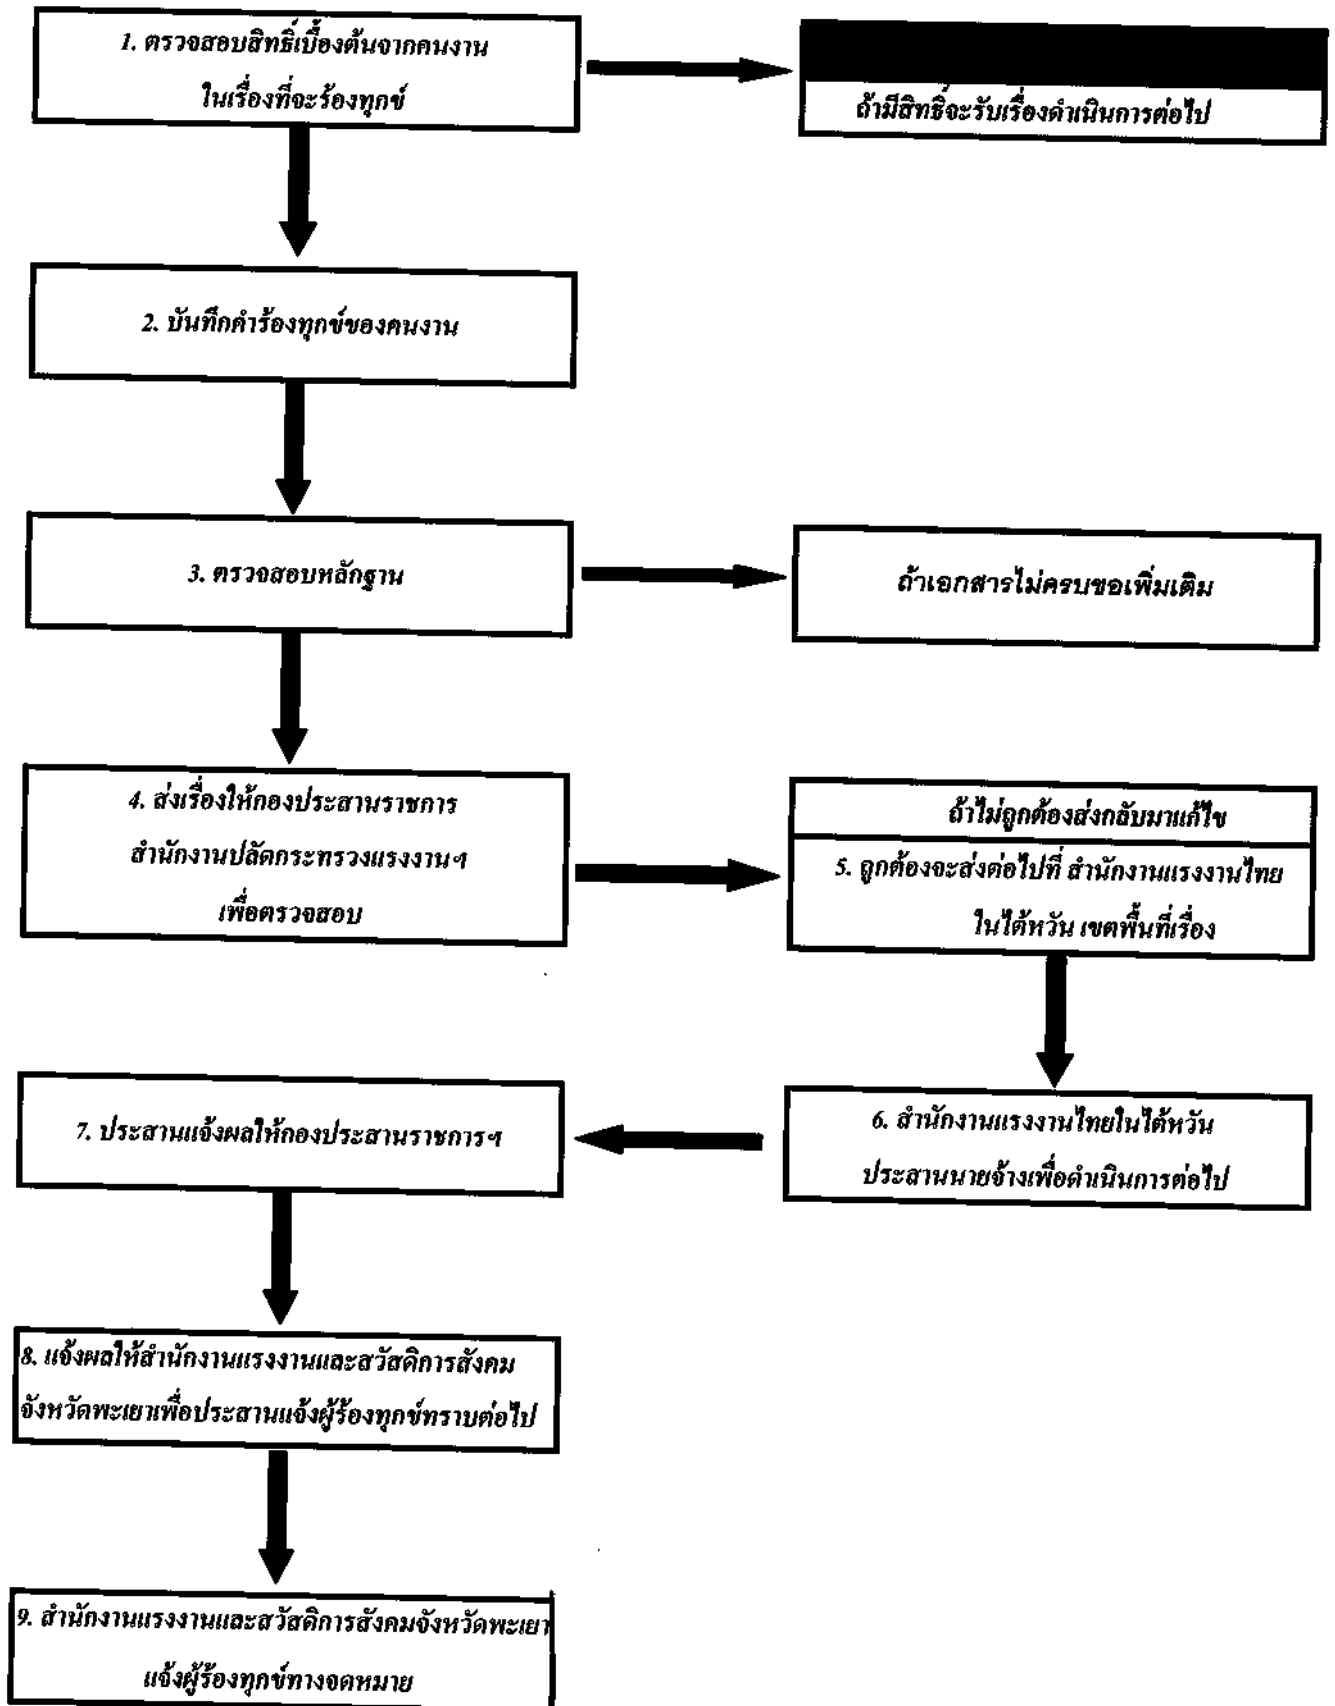 1. ตรวจสอบสิทธิ์เบื้องต้นจากคนงาน
ในเรื่องที่จะร้องทุกข์
ถ้ามีสิทธิ์จะรับเรื่องดำเนินการต่อไป
2. บันทึกคำร้องทุกข์ของคนงาน
3. ตรวจสอบหลักฐาน
ถ้าเอกสารไม่ครบขอเพิ่มเติม
4. ส่งเรื่องให้กองประสานราชการ
สำนักงานปลัดกระทรวงแรงงานฯ
เพื่อตรวจสอบ
ถ้าไม่ถูกต้องส่งกลับมาแก้ไข
5. ถูกต้องจะส่งต่อไปที่ สำนักงานแรงงานไทย
ในไต้หวัน เขตพื้นที่เรื่อง
6. สำนักงานแรงงานไทยในไต้หวัน
ประสานนายจ้างเพื่อดำเนินการต่อไป
7. ประสานแจ้งผลให้กองประสานราชการฯ
8. แจ้งผลให้สำนักงานแรงงานและสวัสดิการสังคม
จังหวัดพะเยาเพื่อประสานแจ้งผู้ร้องทุกข์ทราบต่อไป
9. สำนักงานแรงงานและสวัสดิการสังคมจังหวัดพะเยา
แจ้งผู้ร้องทุกข์ทางจดหมาย